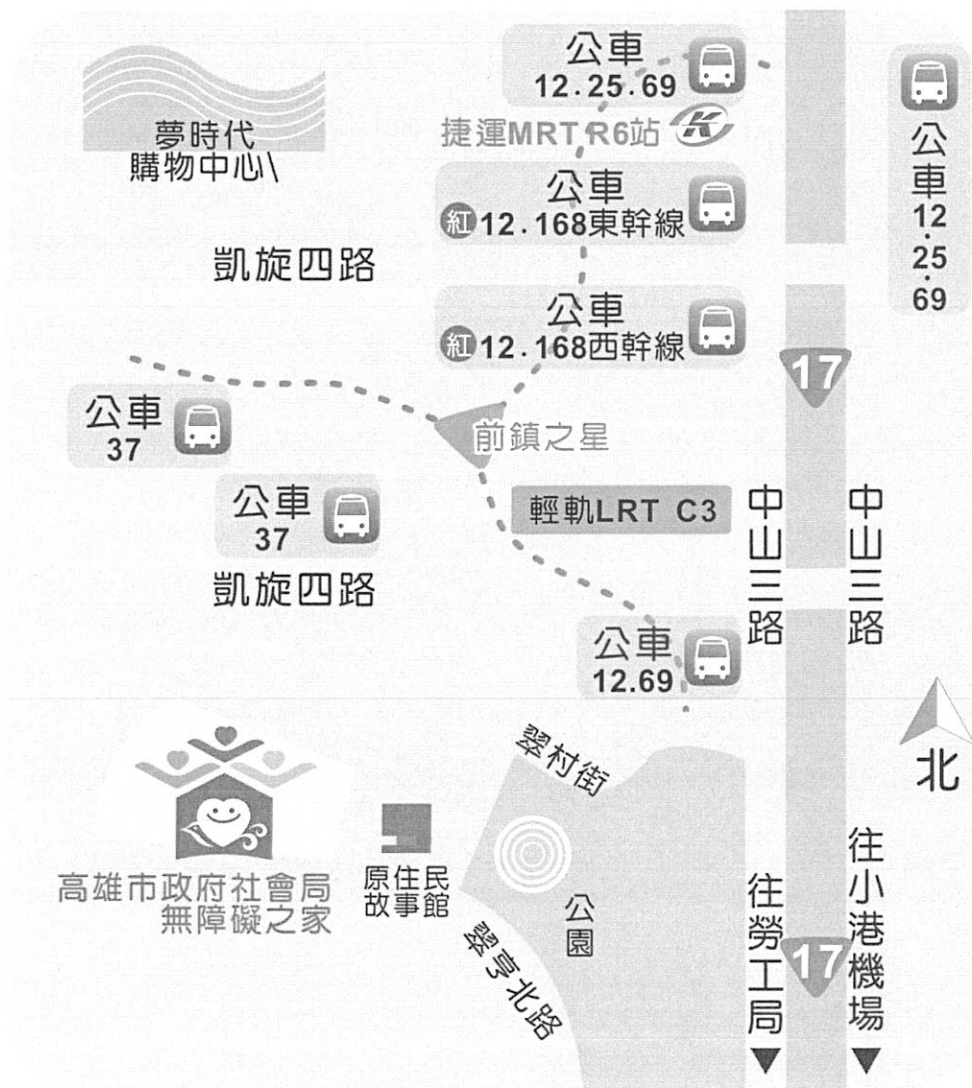 公車
12.25.69
捷運MRT R6站
夢時代
購物中心\
公車12.25.69
公車
紅12.168東幹線
凱旋四路
公車
紅12.168西幹線
17
公車
37
前鎮之星
公車
37
輕軌LRT C3
中山三路
中山三路
凱旋四路
公車
12.69
北
翠村街
高雄市政府社會局
無障礙之家
原住民
故事館
公園
翠亨北路
往勞工局
17
往小港機場